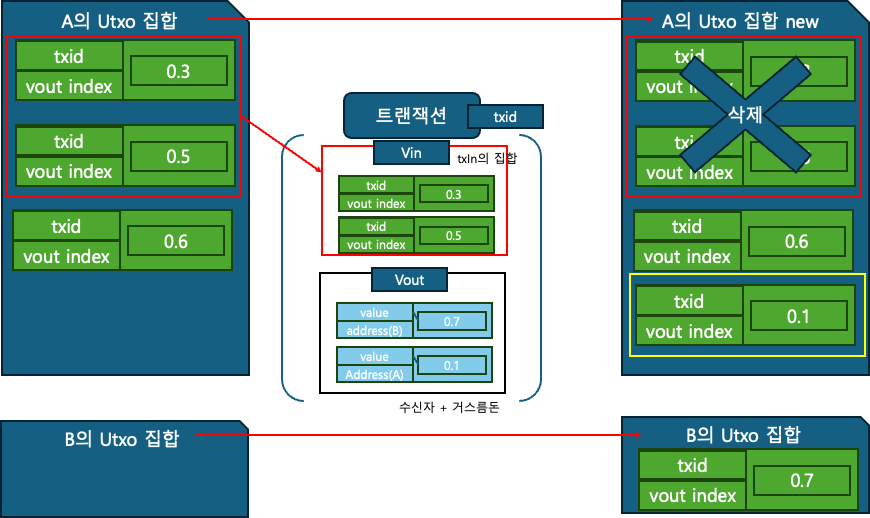 A의 Utxo 집합
txid
vout index
0.3
txid
vout index
0.5
txid
vout index
0.6
트랜잭션
txid
Vin
txIn의 집합
txid
vout index
0.3
txid
vout index
0.5
Vout
value
address(B)
0.7
value
Address(A)
0.1
수신자 + 거스름돈
A의 Utxo 집합 new
txid
vout index
txid
vout index
삭제
txid
vout index
0.6
txid
vout index
0.1
B의 Utxo 집합
B의 Utxo 집합
txid
vout index
0.7